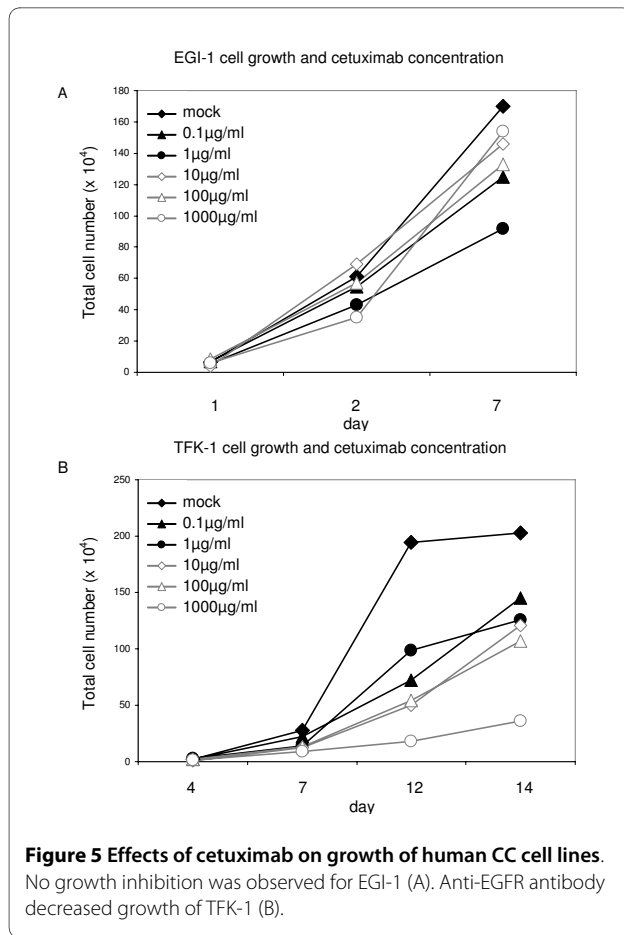 EGI-1 cell growth and cetuximab concentration
A
180
160
140
120
100
80
60
40
20
0
Total cell number (x 10⁴)
mock
0.1µg/ml
1µg/ml
10µg/ml
100µg/ml
1000µg/ml
1 2 7
day
TFK-1 cell growth and cetuximab concentration
B
250
200
150
100
50
0
Total cell number (x 10⁴)
mock
0.1µg/ml
1µg/ml
10µg/ml
100µg/ml
1000µg/ml
4 7 12 14
day
Figure 5 Effects of cetuximab on growth of human CC cell lines.
No growth inhibition was observed for EGI-1 (A). Anti-EGFR antibody
decreased growth of TFK-1 (B).